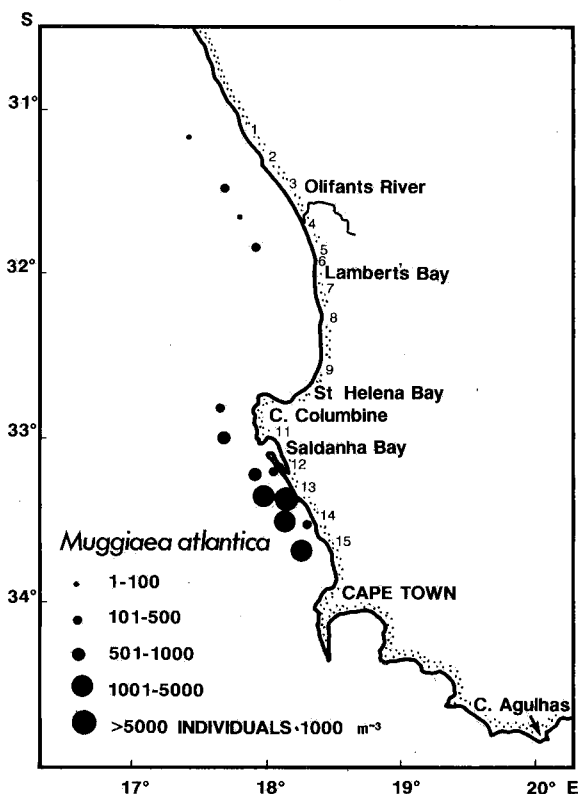 S
31°
1
2
3
Olifants River
4
5
6
32°
Lambert's Bay
7
8
9
St Helena Bay
C. Columbine
11
33°
Saldanha Bay
12
13
14
Muggiaea atlantica
15
1-100
34°
CAPE TOWN
101-500
501-1000
1001-5000
C. Agulhas
>5000 INDIVIDUALS·1000 m⁻³
17° 18° 19° 20° E